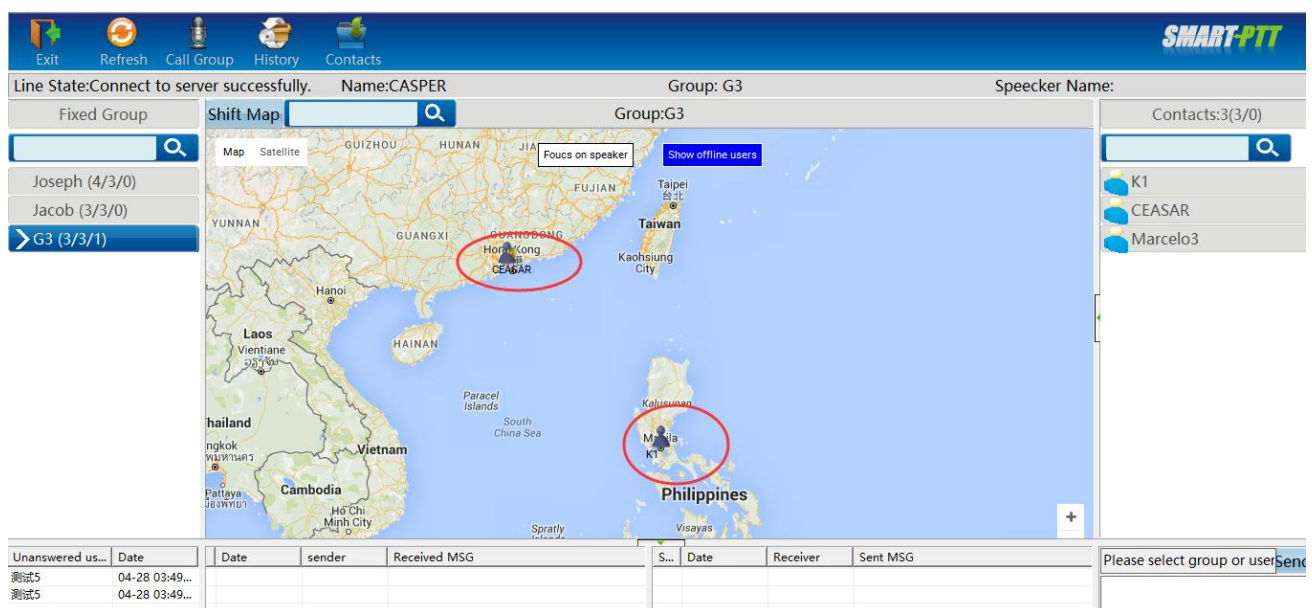 SMART-PTT
Exit Refresh Call Group History Contacts
Line State:Connect to server successfully. Name:CASPER Group: G3 Speecker Name:
Fixed Group Shift Map Group:G3 Contacts:3(3/0)
Map Satellite
Foucs on speaker
Show offline users
Joseph (4/3/0)
Jacob (3/3/0)
G3 (3/3/1)
K1
CEASAR
Marcelo3
GUIZHOU
HUNAN
FUJIAN
Taipei
台北
Taiwan
YUNNAN
GUANGXI
GUANGDONG
Hong Kong
CEASAR
Kaohsiung
City
Hanoi
Laos
Vientiane
HAINAN
Paracel
Islands
South
China Sea
Manila
K1
Vietnam
Pattaya
Cambodia
Ho Chi
Minh City
Philippines
Spratly
Visayas
+
Unanswered us... Date Date sender Received MSG S... Date Receiver Sent MSG Please select group or user Send
测试5 04-28 03:49...
测试5 04-28 03:49...